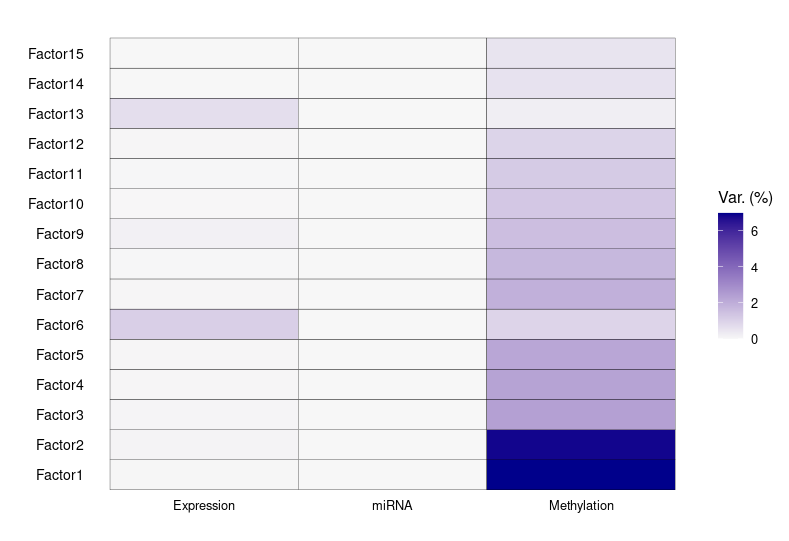 Factor15
Factor14
Factor13
Factor12
Factor11
Factor10
Factor9
Factor8
Factor7
Factor6
Factor5
Factor4
Factor3
Factor2
Factor1
Expression miRNA Methylation
Var. (%)
6
4
2
0